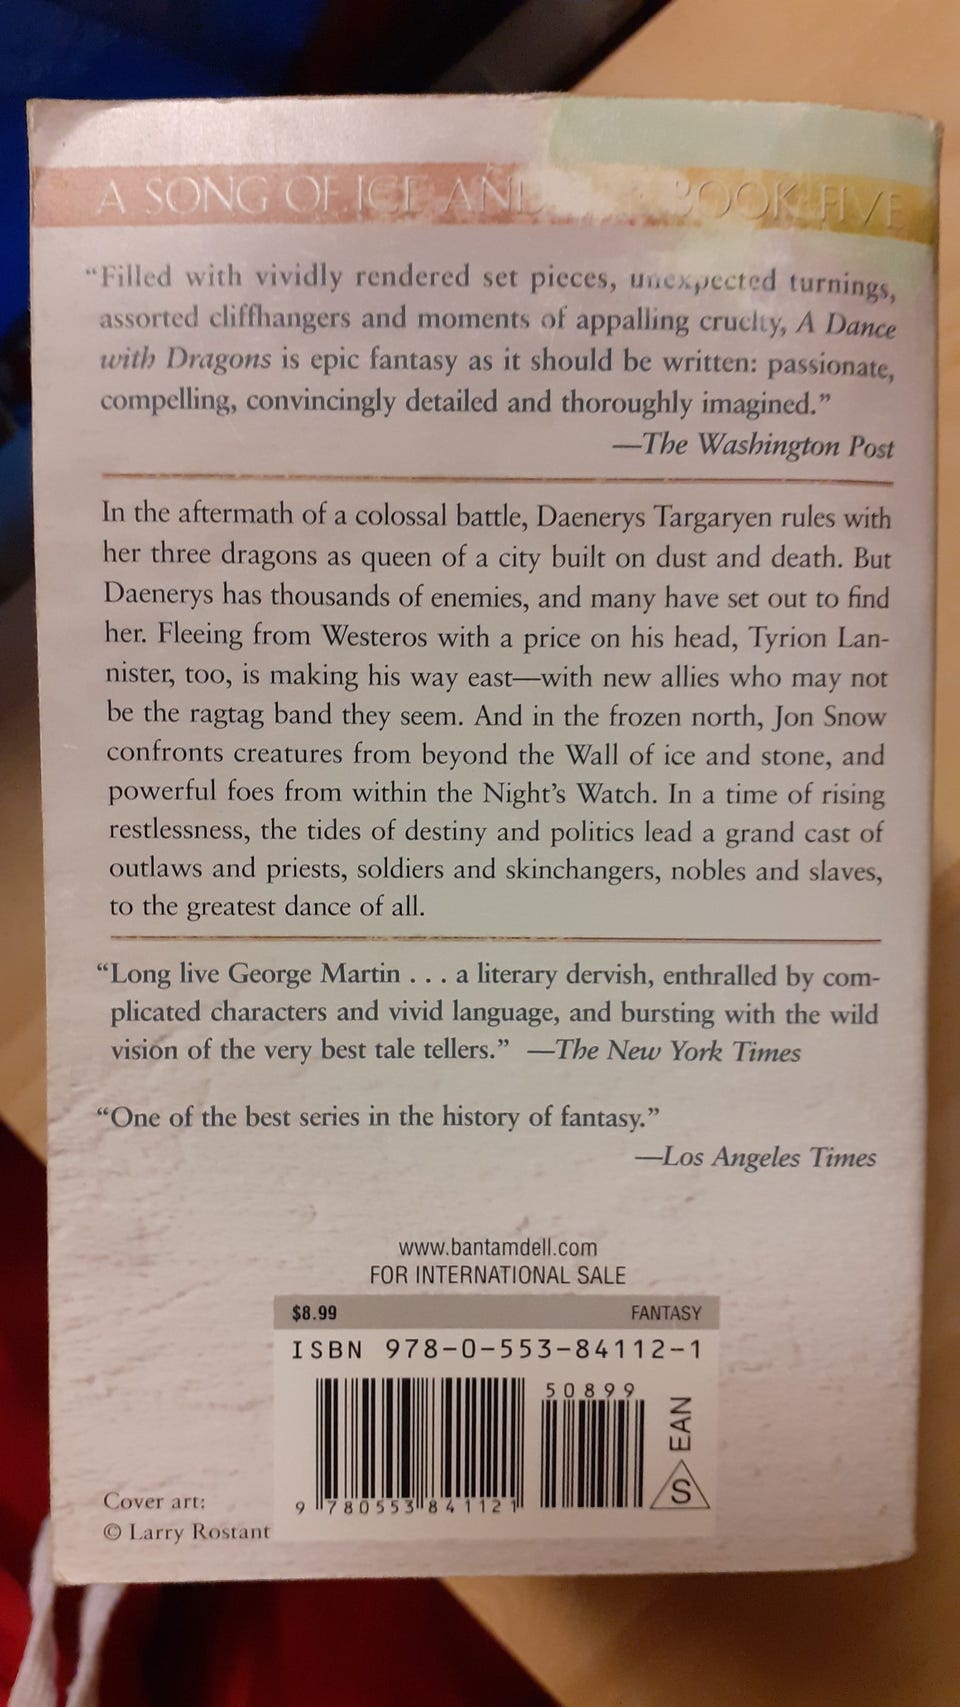 A SONG OF ICE AND BOOK FIVE
“Filled with vividly rendered set pieces, unexpected turnings,
assorted cliffhangers and moments of appalling cruelty, A Dance
with Dragons is epic fantasy as it should be written: passionate,
compelling, convincingly detailed and thoroughly imagined.”
—The Washington Post
In the aftermath of a colossal battle, Daenerys Targaryen rules with
her three dragons as queen of a city built on dust and death. But
Daenerys has thousands of enemies, and many have set out to find
her. Fleeing from Westeros with a price on his head, Tyrion Lan-
nister, too, is making his way east—with new allies who may not
be the ragtag band they seem. And in the frozen north, Jon Snow
confronts creatures from beyond the Wall of ice and stone, and
powerful foes from within the Night’s Watch. In a time of rising
restlessness, the tides of destiny and politics lead a grand cast of
outlaws and priests, soldiers and skinchangers, nobles and slaves,
to the greatest dance of all.
“Long live George Martin . . . a literary dervish, enthralled by com-
plicated characters and vivid language, and bursting with the wild
vision of the very best tale tellers.” —The New York Times
“One of the best series in the history of fantasy.”
—Los Angeles Times
www.bantamdell.com
FOR INTERNATIONAL SALE
$8.99 FANTASY
ISBN 978-0-553-84112-1
50899
EAN
S
9 780553 841121
Cover art:
© Larry Rostant